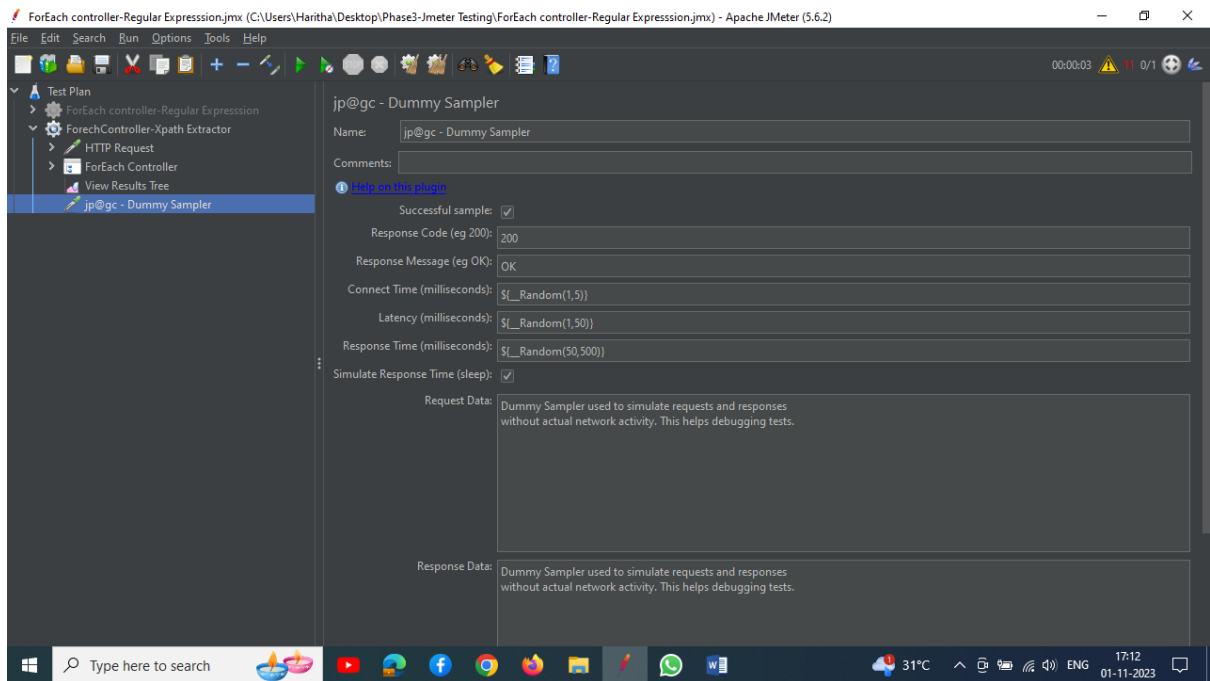 ForEach controller-Regular Expresssion.jmx (C:\Users\Haritha\Desktop\Phase3-Jmeter Testing\ForEach controller-Regular Expresssion.jmx) - Apache JMeter (5.6.2)
File Edit Search Run Options Tools Help
00:00:03 11 0/1
Test Plan
ForEach controller-Regular Expresssion
ForechController-Xpath Extractor
HTTP Request
ForEach Controller
View Results Tree
jp@gc - Dummy Sampler
jp@gc - Dummy Sampler
Name: jp@gc - Dummy Sampler
Comments:
Help on this plugin
Successful sample:
Response Code (eg 200): 200
Response Message (eg OK): OK
Connect Time (milliseconds): ${__Random(1,5)}
Latency (milliseconds): ${__Random(1,50)}
Response Time (milliseconds): ${__Random(50,500)}
Simulate Response Time (sleep):
Request Data: Dummy Sampler used to simulate requests and responses
without actual network activity. This helps debugging tests.
Response Data: Dummy Sampler used to simulate requests and responses
without actual network activity. This helps debugging tests.
Type here to search
1 31°C ENG 17:12
01-11-2023